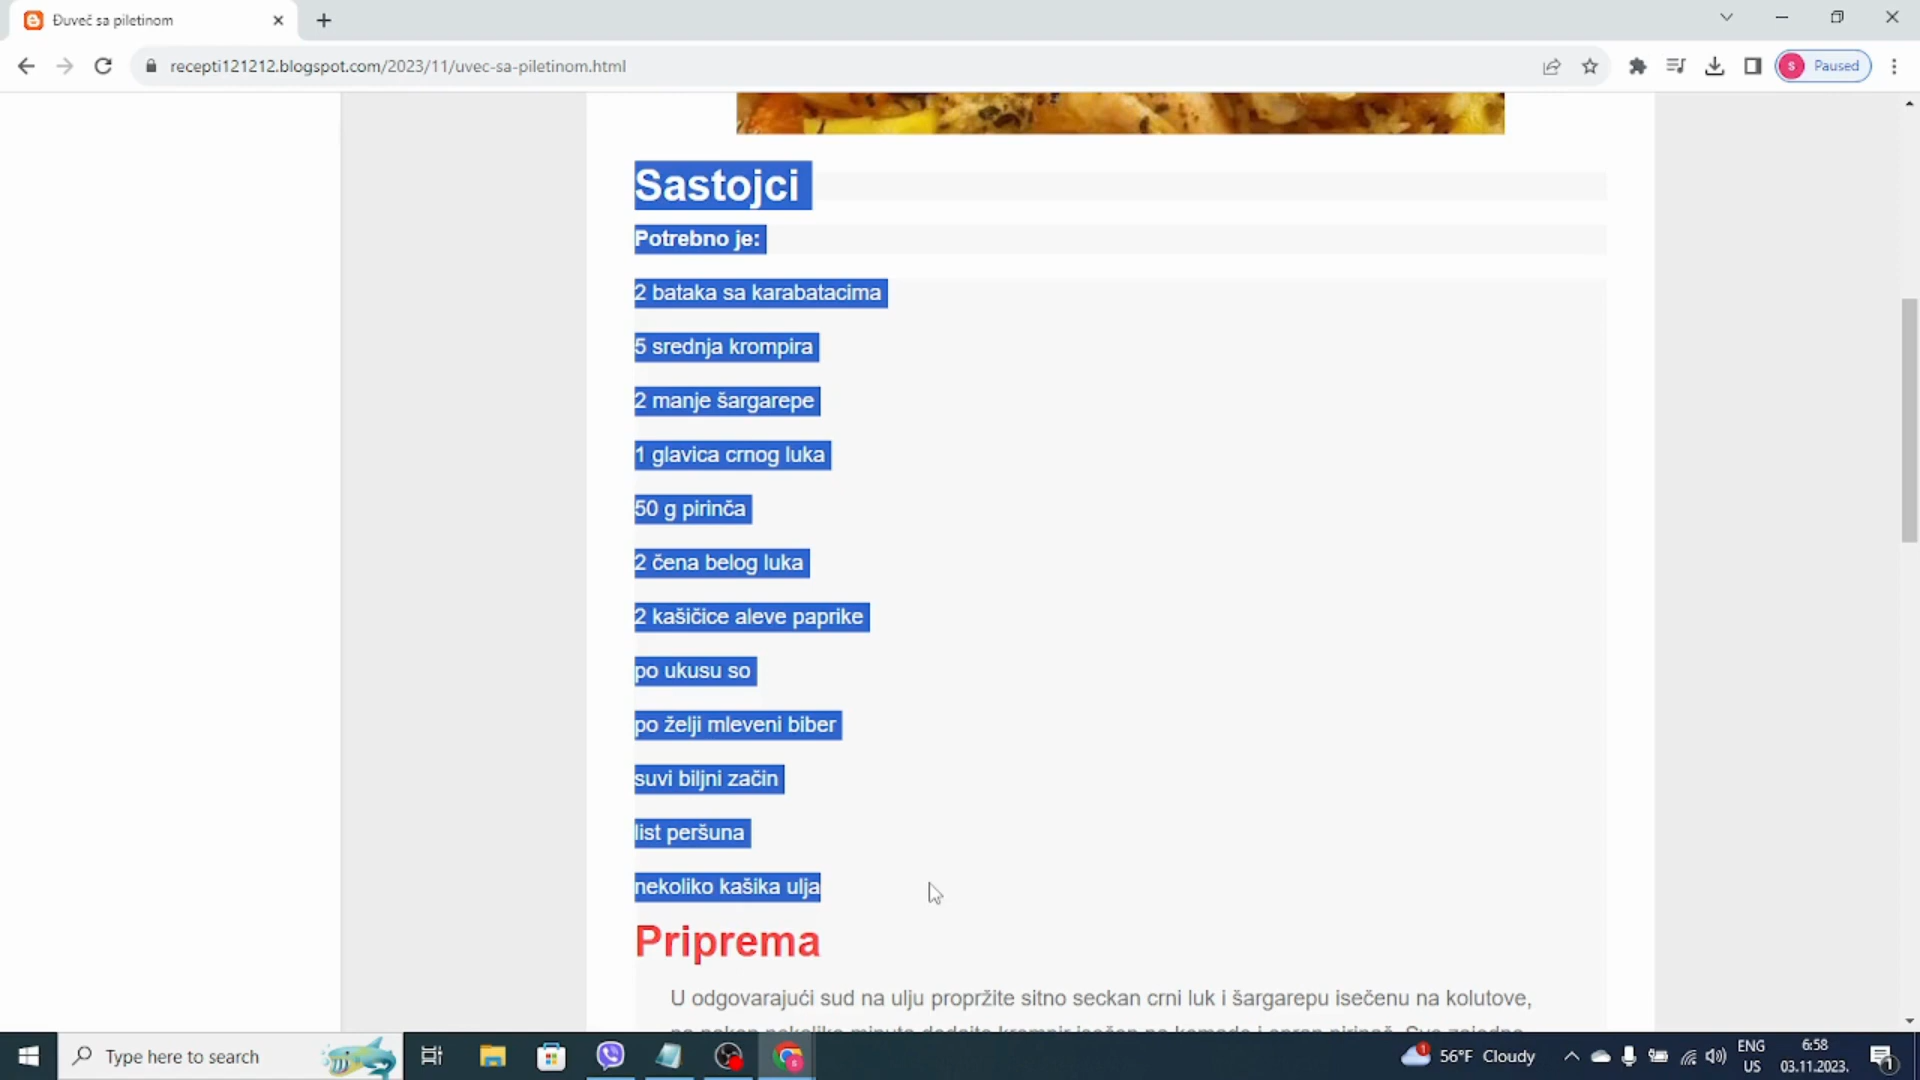 Đuveč sa piletinom
recepti121212.blogspot.com/2023/11/uvec-sa-piletinom.html
S
Paused
Sastojci
Potrebno je:
2 bataka sa karabatacima
5 srednja krompira
2 manje šargarepe
1 glavica crnog luka
50 g pirinča
2 čena belog luka
2 kašičice aleve paprike
po ukusu so
po želji mleveni biber
suvi biljni začin
list peršuna
nekoliko kašika ulja
Priprema
U odgovarajući sud na ulju propržite sitno seckan crni luk i šargarepu isečenu na kolutove,
Type here to search
1
56°F Cloudy
ENG
US
6:58
03.11.2023.
1